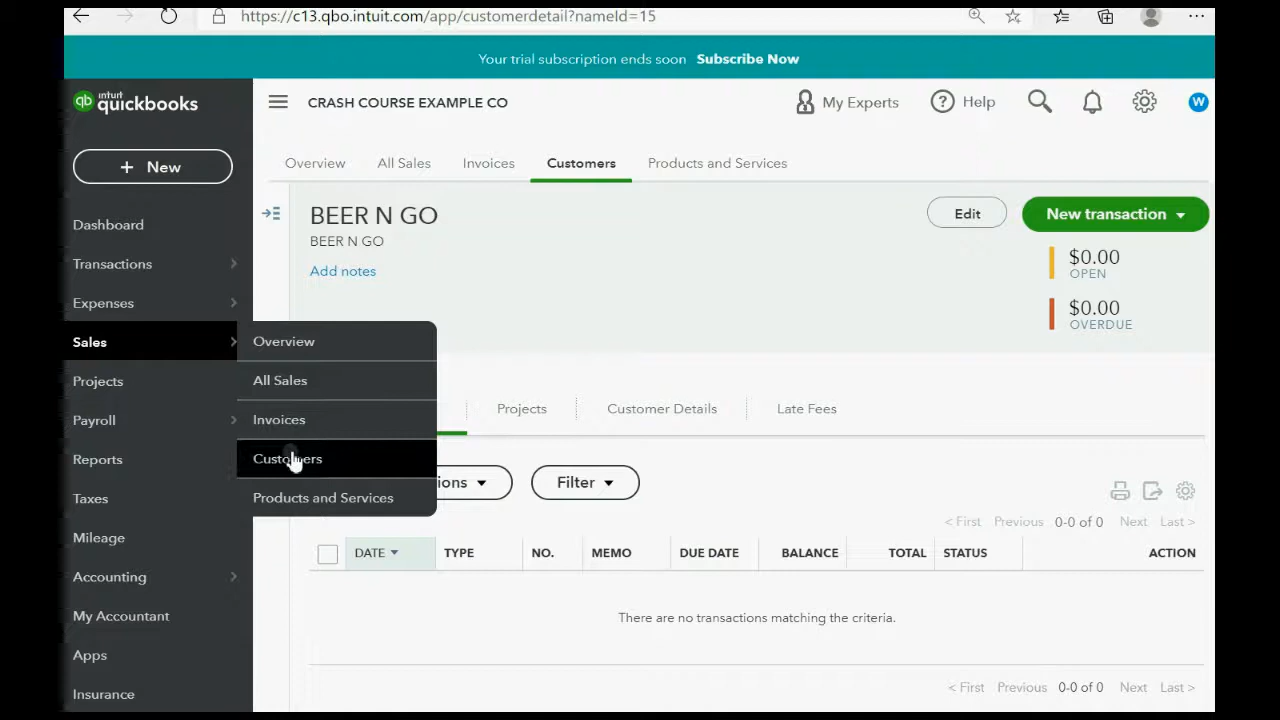 https://c13.qbo.intuit.com/app/customerdetail?nameId=15
Your trial subscription ends soon Subscribe Now
intuit
quickbooks
qb
CRASH COURSE EXAMPLE CO
My Experts
Help
W
+ New
Overview
All Sales
Invoices
Customers
Products and Services
Dashboard
Transactions
Expenses
Sales
Projects
Payroll
Reports
Taxes
Mileage
Accounting
My Accountant
Apps
Insurance
Overview
All Sales
Invoices
Customers
Products and Services
BEER N GO
BEER N GO
Add notes
Edit
New transaction
$0.00
OPEN
$0.00
OVERDUE
Projects
Customer Details
Late Fees
ions
Filter
< First Previous 0-0 of 0 Next Last >
DATE TYPE NO. MEMO DUE DATE BALANCE TOTAL STATUS ACTION
There are no transactions matching the criteria.
< First Previous 0-0 of 0 Next Last >